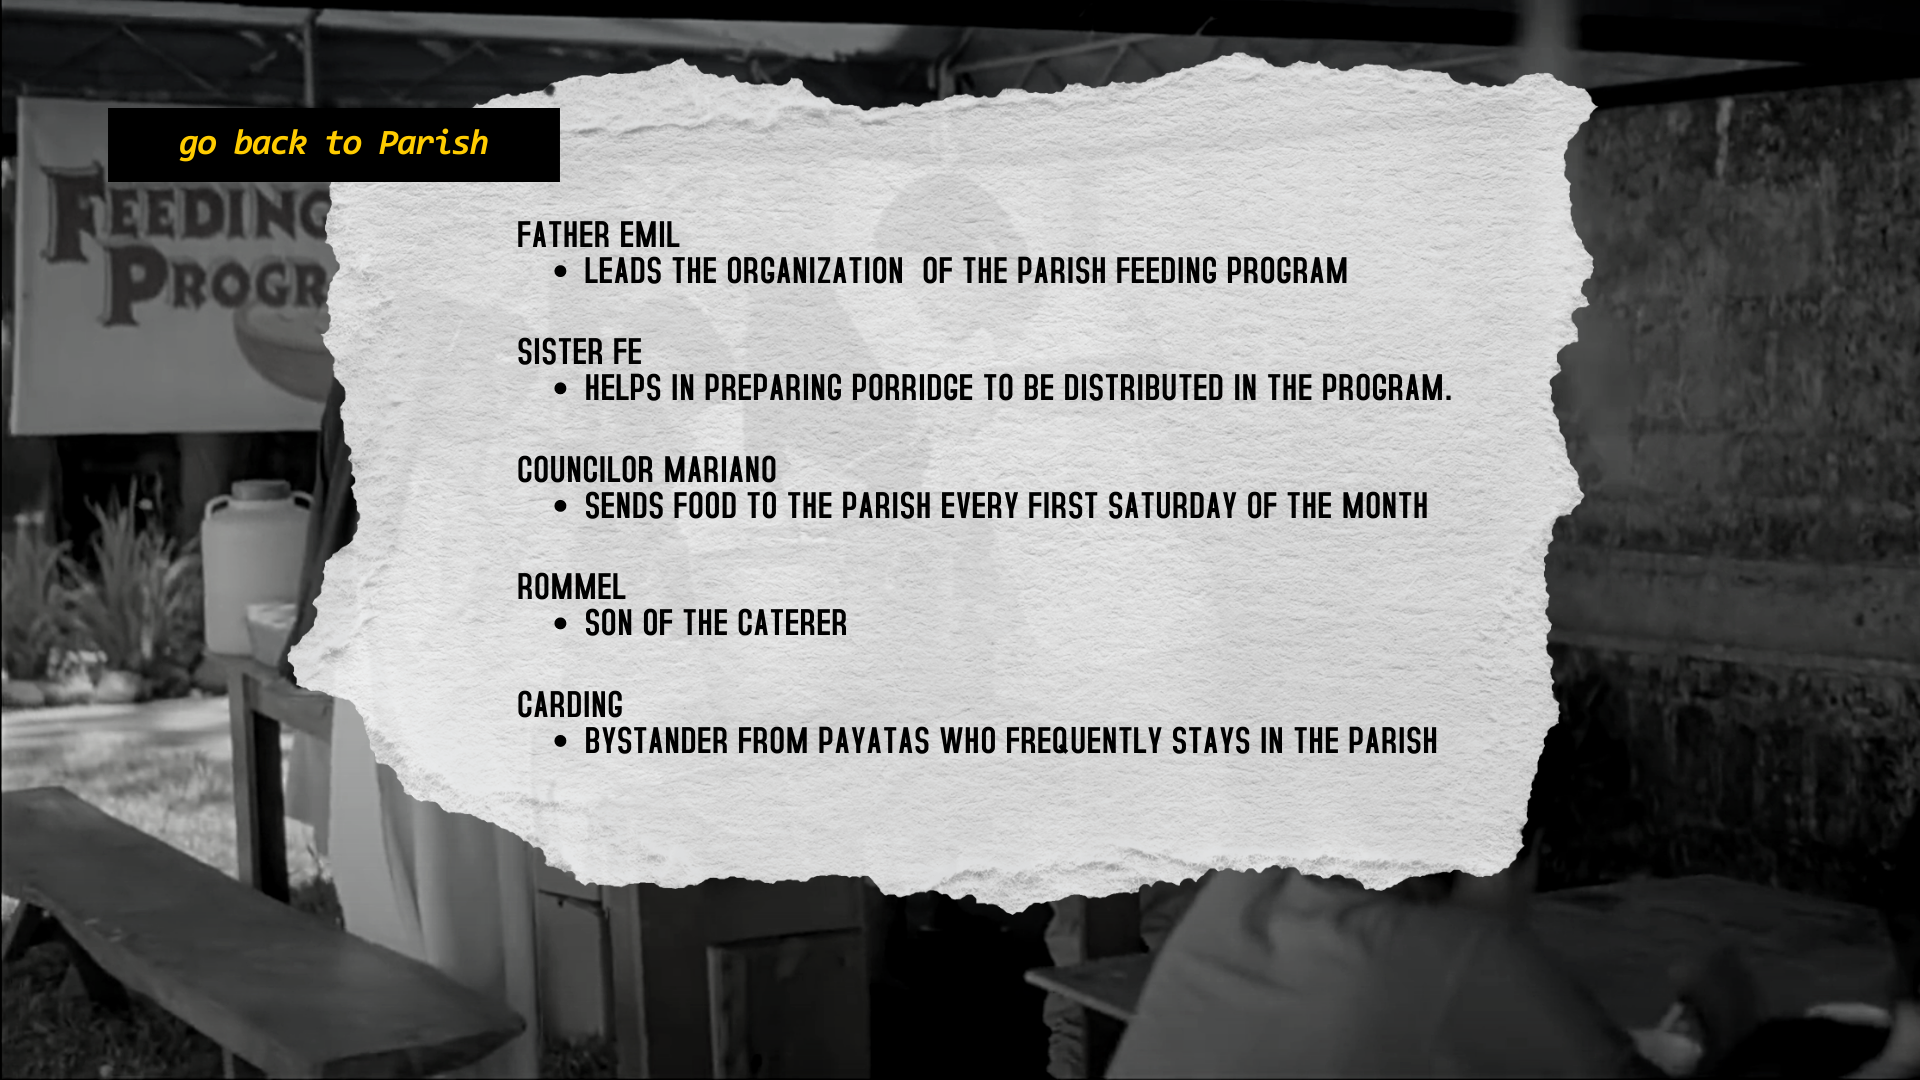 go back to Parish
FEEDING
PROGR
FATHER EMIL
• LEADS THE ORGANIZATION  OF THE PARISH FEEDING PROGRAM
SISTER FE
• HELPS IN PREPARING PORRIDGE TO BE DISTRIBUTED IN THE PROGRAM.
COUNCILOR MARIANO
• SENDS FOOD TO THE PARISH EVERY FIRST SATURDAY OF THE MONTH
ROMMEL
• SON OF THE CATERER
CARDING
• BYSTANDER FROM PAYATAS WHO FREQUENTLY STAYS IN THE PARISH